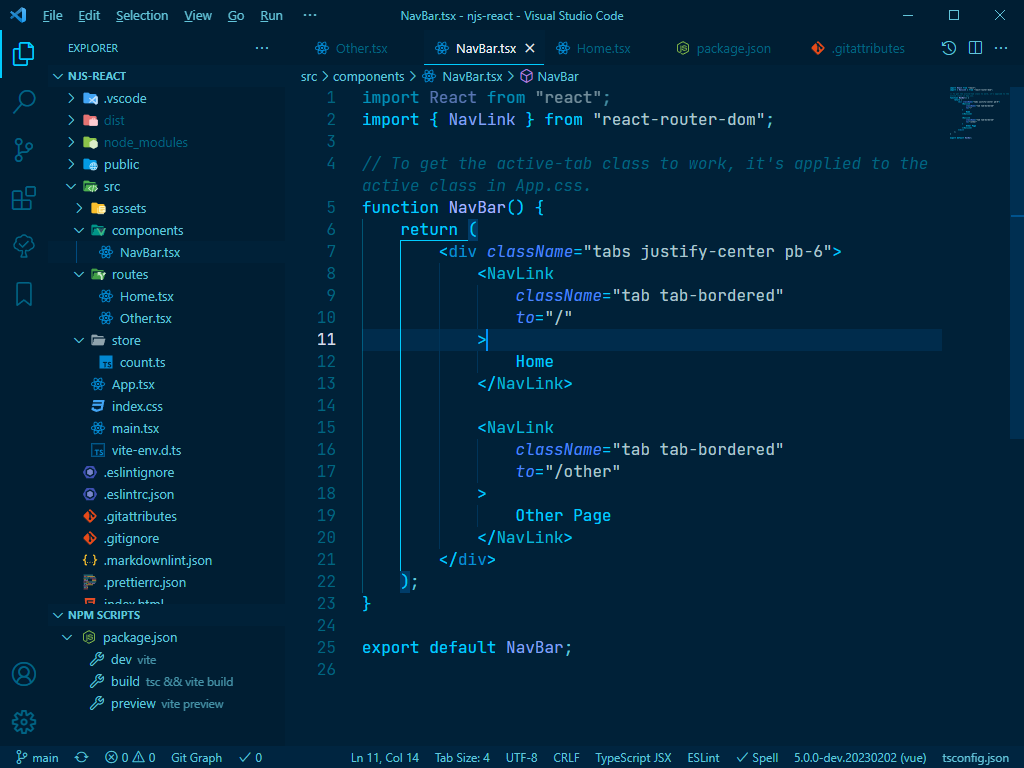 File Edit Selection View Go Run ··· NavBar.tsx - njs-react - Visual Studio Code
EXPLORER ···
NJS-REACT
.vscode
dist
node_modules
public
src
assets
components
NavBar.tsx
routes
Home.tsx
Other.tsx
store
count.ts
App.tsx
index.css
main.tsx
vite-env.d.ts
.eslintignore
.eslintrc.json
.gitattributes
.gitignore
.markdownlint.json
.prettierrc.json
index.html
NPM SCRIPTS
package.json
dev vite
build tsc && vite build
preview vite preview
Other.tsx NavBar.tsx Home.tsx package.json .gitattributes ···
src > components > NavBar.tsx > NavBar
1 import React from "react";
2 import { NavLink } from "react-router-dom";
3
4 // To get the active-tab class to work, it's applied to the
active class in App.css.
5 function NavBar() {
6 return (
7 <div className="tabs justify-center pb-6">
8 <NavLink
9 className="tab tab-bordered"
10 to="/"
11 >
12 Home
13 </NavLink>
14
15 <NavLink
16 className="tab tab-bordered"
17 to="/other"
18 >
19 Other Page
20 </NavLink>
21 </div>
22 );
23 }
24
25 export default NavBar;
26
main 0 0 Git Graph 0 Ln 11, Col 14 Tab Size: 4 UTF-8 CRLF TypeScript JSX ESLint Spell 5.0.0-dev.20230202 (vue) tsconfig.json